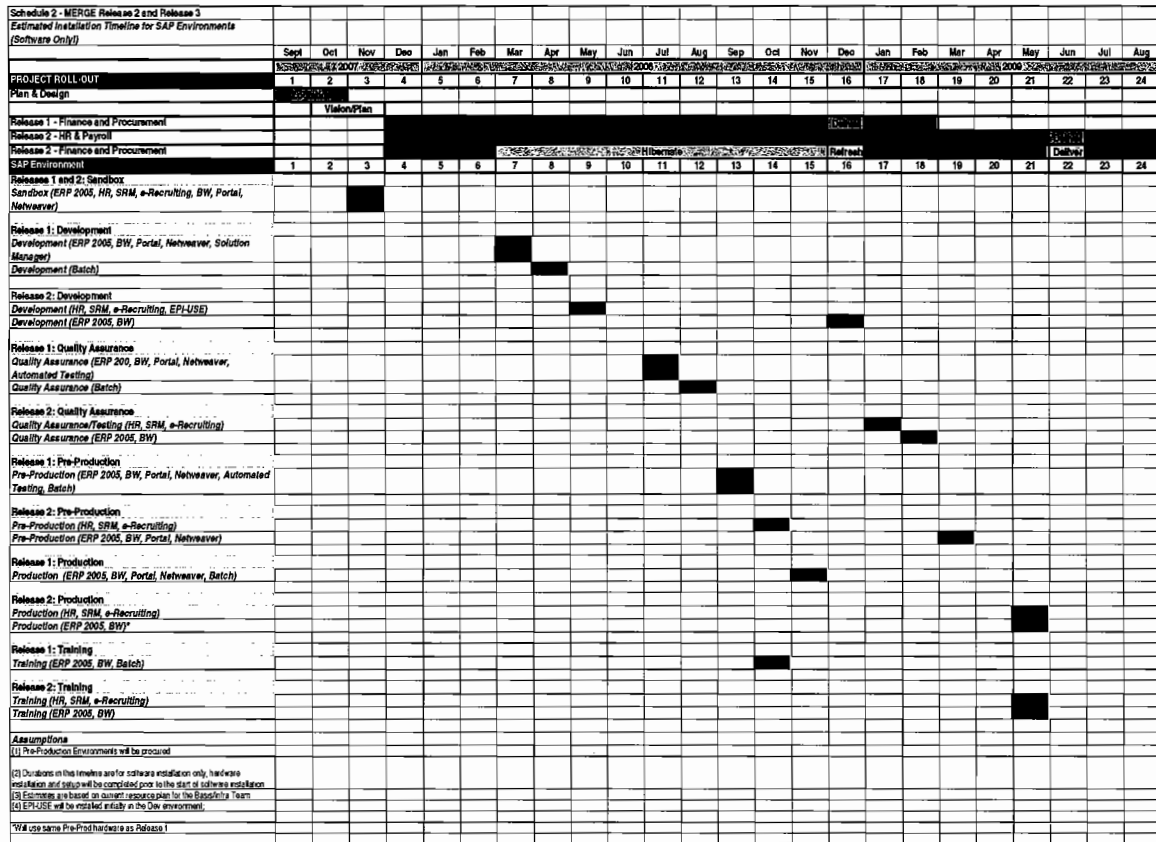 Schedule 2 - MERGE Release 2 and Release 3
Estimated Installation Timeline for SAP Environments
(Software Only!)
Sept Oct Nov Dec Jan Feb Mar Apr May Jun Jul Aug Sep Oct Nov Dec Jan Feb Mar Apr May Jun Jul Aug
2007 2008 2009
PROJECT ROLL-OUT 1 2 3 4 5 6 7 8 9 10 11 12 13 14 15 16 17 18 19 20 21 22 23 24
Plan & Design
Vision/Plan
Release 1 - Finance and Procurement
Release 2 - HR & Payroll
Release 2 - Finance and Procurement Hibernate Refresh Deliver
SAP Environment 1 2 3 4 5 6 7 8 9 10 11 12 13 14 15 16 17 18 19 20 21 22 23 24
Releases 1 and 2: Sandbox
Sandbox (ERP 2005, HR, SRM, e-Recruiting, BW, Portal,
Netweaver)
Release 1: Development
Development (ERP 2005, BW, Portal, Netweaver, Solution
Manager)
Development (Batch)
Release 2: Development
Development (HR, SRM, e-Recruiting, EPI-USE)
Development (ERP 2005, BW)
Release 1: Quality Assurance
Quality Assurance (ERP 200, BW, Portal, Netweaver,
Automated Testing)
Quality Assurance (Batch)
Release 2: Quality Assurance
Quality Assurance/Testing (HR, SRM, e-Recruiting)
Quality Assurance (ERP 2005, BW)
Release 1: Pre-Production
Pre-Production (ERP 2005, BW, Portal, Netweaver, Automated
Testing, Batch)
Release 2: Pre-Production
Pre-Production (HR, SRM, e-Recruiting)
Pre-Production (ERP 2005, BW, Portal, Netweaver)
Release 1: Production
Production (ERP 2005, BW, Portal, Netweaver, Batch)
Release 2: Production
Production (HR, SRM, e-Recruiting)
Production (ERP 2005, BW)*
Release 1: Training
Training (ERP 2005, BW, Batch)
Release 2: Training
Training (HR, SRM, e-Recruiting)
Training (ERP 2005, BW)
Assumptions
(1) Pre-Production Environments will be procured
(2) Durations in this timeline are for software installation only, hardware
installation and setup will be completed prior to the start of software installation
(3) Estimates are based on current resource plan for the Basis/Infra Team
(4) EPI-USE will be installed initially in the Dev environment;
*Will use same Pre-Prod hardware as Release 1